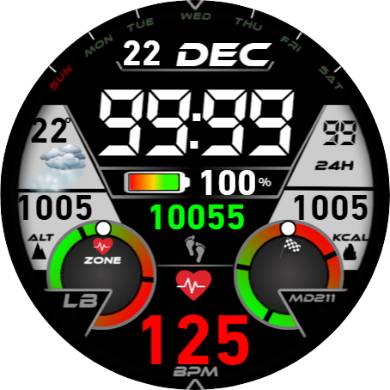 SUN MON TUE WED THU FRI SAT
22 DEC
99:99
22° 99
24H
100%
1005 10055 1005
ALT KCAL
ZONE
LB MD211
125
BPM